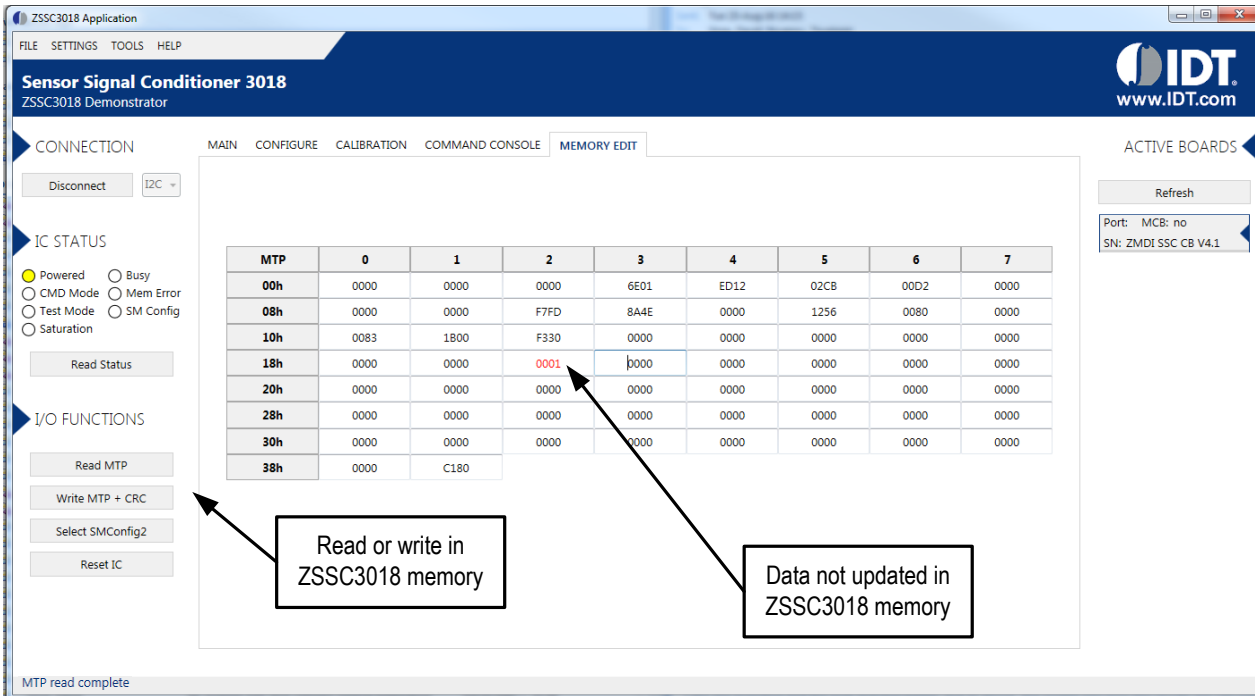 ZSSC3018 Application
FILE SETTINGS TOOLS HELP
Sensor Signal Conditioner 3018
ZSSC3018 Demonstrator
IDT.
www.IDT.com
CONNECTION
Disconnect I2C
IC STATUS
Powered Busy
CMD Mode Mem Error
Test Mode SM Config
Saturation
Read Status
I/O FUNCTIONS
Read MTP
Write MTP + CRC
Select SMConfig2
Reset IC
MAIN CONFIGURE CALIBRATION COMMAND CONSOLE MEMORY EDIT
MTP 0 1 2 3 4 5 6 7
00h 0000 0000 0000 6E01 ED12 02CB 00D2 0000
08h 0000 0000 F7FD 8A4E 0000 1256 0080 0000
10h 0083 1B00 F330 0000 0000 0000 0000 0000
18h 0000 0000 0001 0000 0000 0000 0000 0000
20h 0000 0000 0000 0000 0000 0000 0000 0000
28h 0000 0000 0000 0000 0000 0000 0000 0000
30h 0000 0000 0000 0000 0000 0000 0000 0000
38h 0000 C180
Read or write in
ZSSC3018 memory
Data not updated in
ZSSC3018 memory
ACTIVE BOARDS
Refresh
Port: MCB: no
SN: ZMDI SSC CB V4.1
MTP read complete